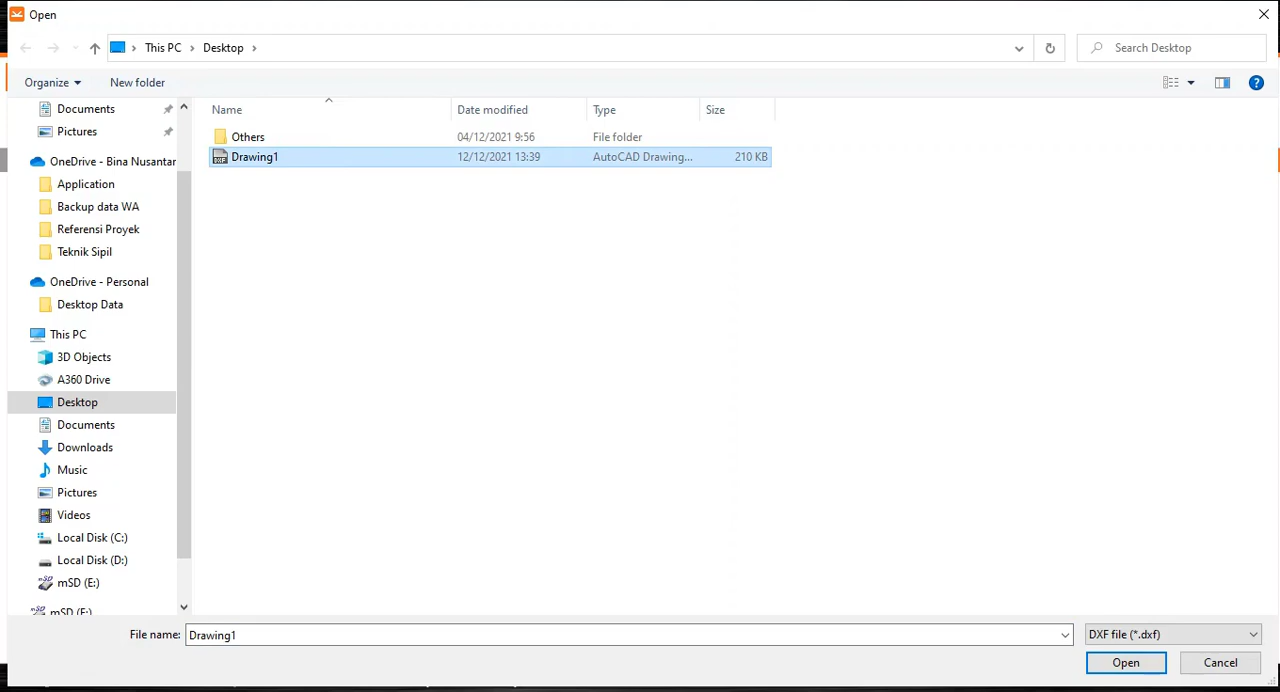 Open
This PC
Desktop
Search Desktop
Organize
New folder
Documents
Pictures
OneDrive - Bina Nusantar
Application
Backup data WA
Referensi Proyek
Teknik Sipil
OneDrive - Personal
Desktop Data
This PC
3D Objects
A360 Drive
Desktop
Documents
Downloads
Music
Pictures
Videos
Local Disk (C:)
Local Disk (D:)
mSD (E:)
mSD (F:)
Name Date modified Type Size
Others 04/12/2021 9:56 File folder
Drawing1 12/12/2021 13:39 AutoCAD Drawing... 210 KB
File name: Drawing1 DXF file (*.dxf)
Open Cancel